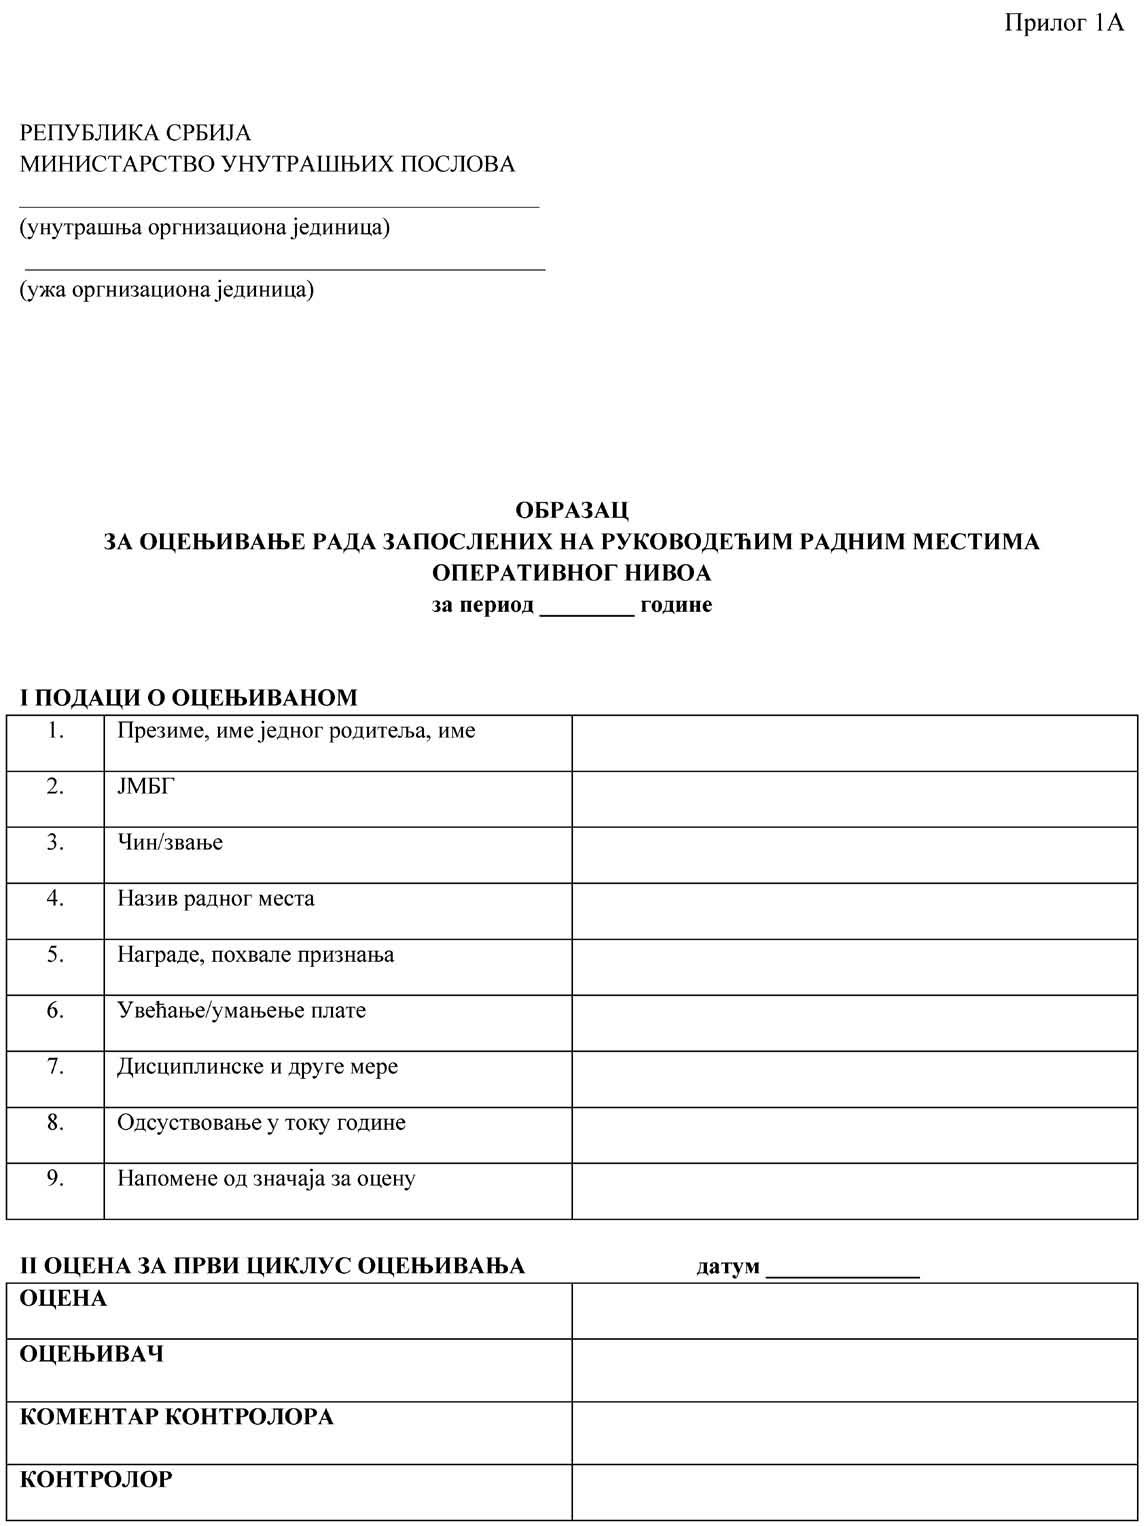 Прилог 1А
РЕПУБЛИКА СРБИЈА
МИНИСТАРСТВО УНУТРАШЊИХ ПОСЛОВА
(унутрашња оргнизациона јединица)
(ужа оргнизациона јединица)
ОБРАЗАЦ
ЗА ОЦЕЊИВАЊЕ РАДА ЗАПОСЛЕНИХ НА РУКОВОДЕЋИМ РАДНИМ МЕСТИМА
ОПЕРАТИВНОГ НИВОА
за период ________ године
I ПОДАЦИ О ОЦЕЊИВАНОМ
1. Презиме, име једног родитеља, име
2. ЈМБГ
3. Чин/звање
4. Назив радног места
5. Награде, похвале признања
6. Увећање/умањење плате
7. Дисциплинске и друге мере
8. Одсуствовање у току године
9. Напомене од значаја за оцену
II ОЦЕНА ЗА ПРВИ ЦИКЛУС ОЦЕЊИВАЊА датум _____________
ОЦЕНА
ОЦЕЊИВАЧ
КОМЕНТАР КОНТРОЛОРА
КОНТРОЛОР